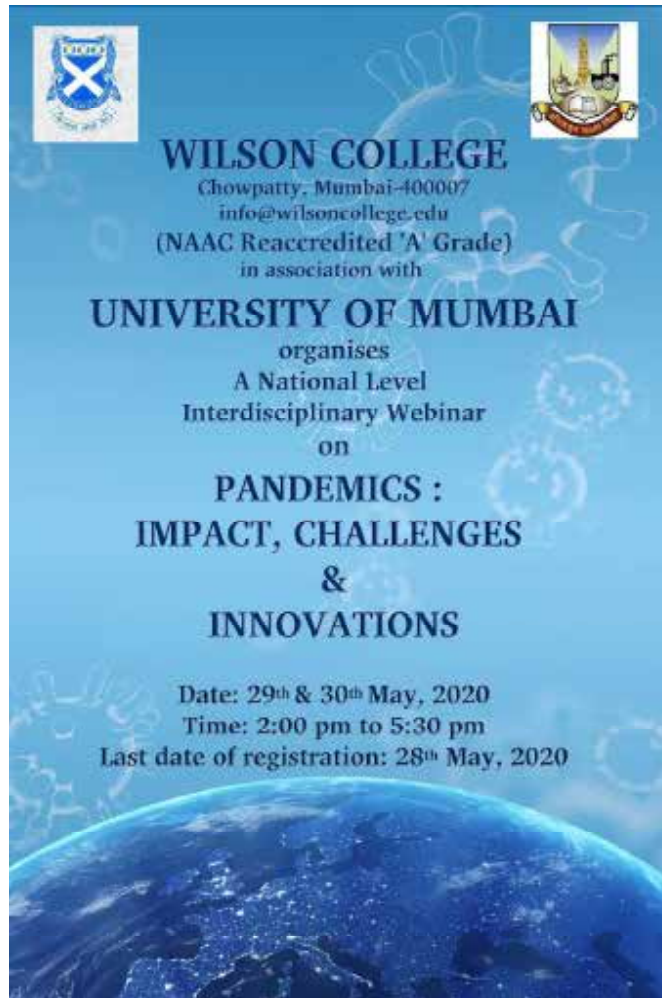 WILSON COLLEGE
Chowpatty, Mumbai-400007
info@wilsoncollege.edu
(NAAC Reaccredited 'A' Grade)
in association with
UNIVERSITY OF MUMBAI
organises
A National Level
Interdisciplinary Webinar
on
PANDEMICS :
IMPACT, CHALLENGES
&
INNOVATIONS
Date: 29th & 30th May, 2020
Time: 2:00 pm to 5:30 pm
Last date of registration: 28th May, 2020